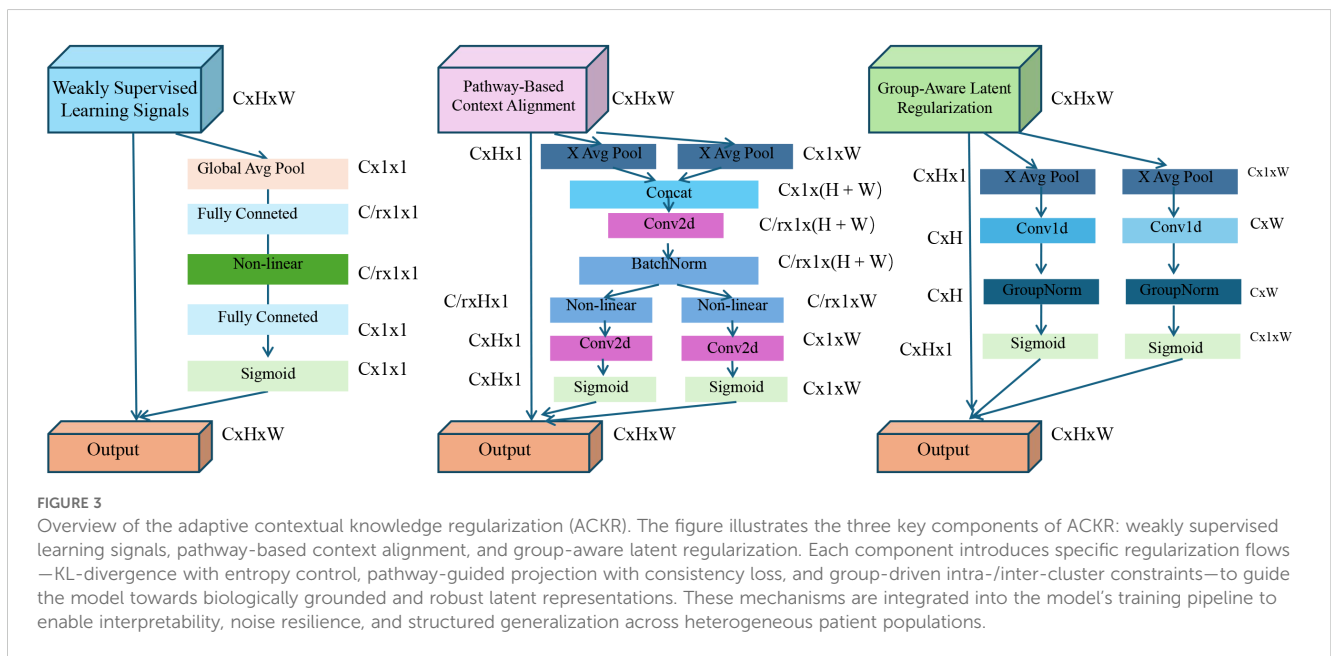 Weakly Supervised
Learning Signals
CxHxW
Global Avg Pool
Cx1x1
Fully Conneted
C/rx1x1
Non-linear
C/rx1x1
Fully Conneted
Cx1x1
Sigmoid
Cx1x1
Output
CxHxW
Pathway-Based
Context Alignment
CxHxW
CxHx1
X Avg Pool
X Avg Pool
Cx1xW
Concat
Cx1x(H + W)
Conv2d
C/rx1x(H + W)
BatchNorm
C/rx1x(H + W)
C/rxHx1
Non-linear
Non-linear
C/rx1xW
CxHx1
Conv2d
Conv2d
Cx1xW
CxHx1
Sigmoid
Sigmoid
Cx1xW
Output
CxHxW
Group-Aware Latent
Regularization
CxHxW
CxHx1
X Avg Pool
X Avg Pool
Cx1xW
CxH
Conv1d
Conv1d
CxW
CxH
GroupNorm
GroupNorm
CxW
CxHx1
Sigmoid
Sigmoid
Cx1xW
Output
CxHxW
FIGURE 3
Overview of the adaptive contextual knowledge regularization (ACKR). The figure illustrates the three key components of ACKR: weakly supervised
learning signals, pathway-based context alignment, and group-aware latent regularization. Each component introduces specific regularization flows
—KL-divergence with entropy control, pathway-guided projection with consistency loss, and group-driven intra-/inter-cluster constraints—to guide
the model towards biologically grounded and robust latent representations. These mechanisms are integrated into the model's training pipeline to
enable interpretability, noise resilience, and structured generalization across heterogeneous patient populations.